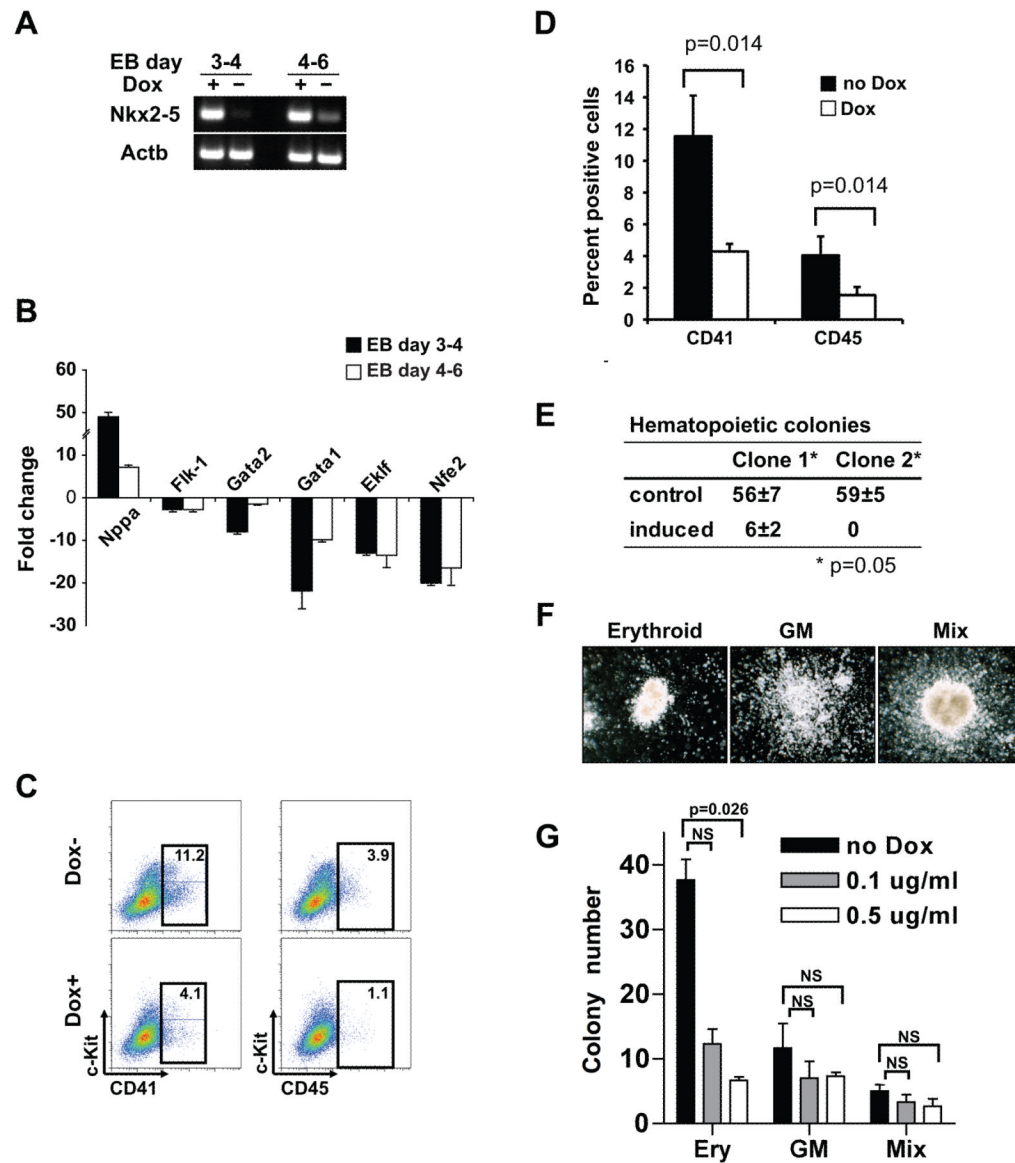 A
EB day 3-4 4-6
Dox + − + −
Nkx2-5
Actb
B
EB day 3-4
EB day 4-6
Fold change
60
50
10
0
-10
-20
-30
Nppa
Flk-1
Gata2
Gata1
Eklf
Nfe2
C
Dox-
11.2
3.9
Dox+
4.1
1.1
c-Kit
CD41
c-Kit
CD45
D
p=0.014
p=0.014
no Dox
Dox
Percent positive cells
16
14
12
10
8
6
4
2
0
CD41 CD45
E
Hematopoietic colonies
Clone 1* Clone 2*
control 56±7 59±5
induced 6±2 0
* p=0.05
F
Erythroid GM Mix
G
p=0.026
NS
NS
NS
NS
NS
no Dox
0.1 ug/ml
0.5 ug/ml
Colony number
40
30
20
10
0
Ery GM Mix